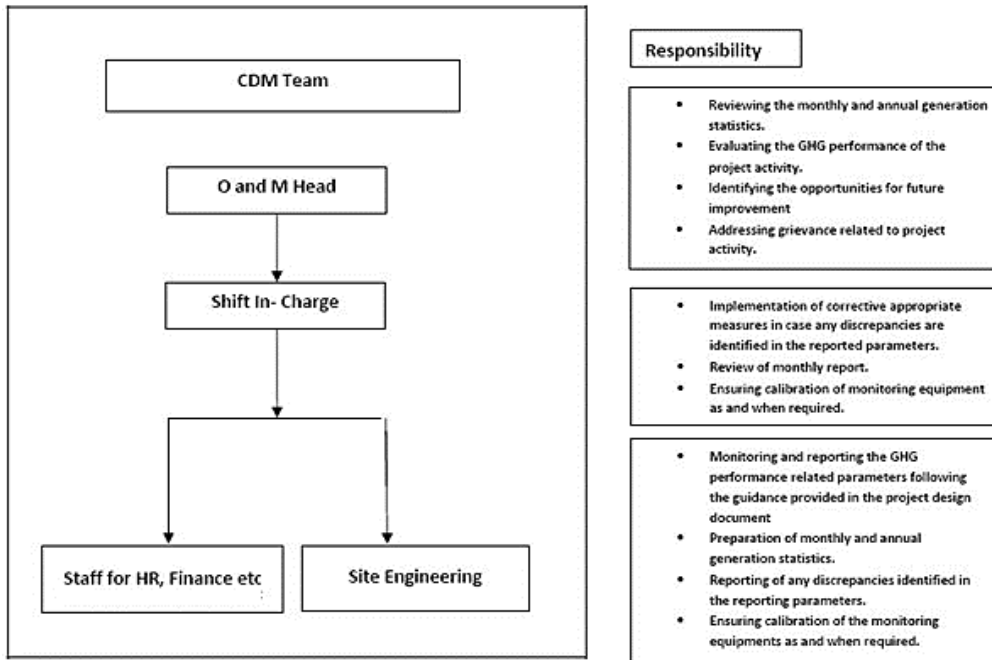 CDM Team
O and M Head
Shift In- Charge
Staff for HR, Finance etc
Site Engineering
Responsibility
• Reviewing the monthly and annual generation
statistics.
• Evaluating the GHG performance of the
project activity.
• Identifying the opportunities for future
improvement
• Addressing grievance related to project
activity.
• Implementation of corrective appropriate
measures in case any discrepancies are
identified in the reported parameters.
• Review of monthly report.
• Ensuring calibration of monitoring equipment
as and when required.
• Monitoring and reporting the GHG
performance related parameters following
the guidance provided in the project design
document
• Preparation of monthly and annual
generation statistics.
• Reporting of any discrepancies identified in
the reporting parameters.
• Ensuring calibration of the monitoring
equipments as and when required.